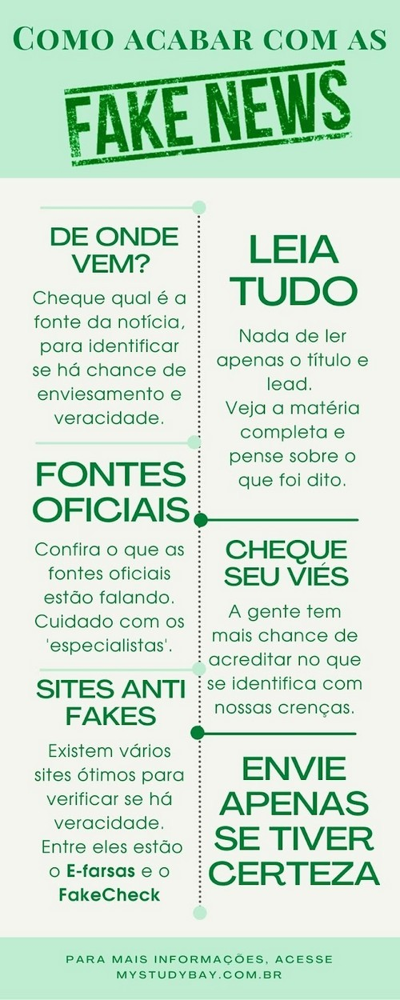 COMO ACABAR COM AS
FAKE NEWS
DE ONDE
VEM?
Cheque qual é a
fonte da notícia,
para identificar
se há chance de
enviesamento e
veracidade.
LEIA
TUDO
Nada de ler
apenas o título e
lead.
Veja a matéria
completa e
pense sobre o
que foi dito.
FONTES
OFICIAIS
Confira o que as
fontes oficiais
estão falando.
Cuidado com os
'especialistas'.
CHEQUE
SEU VIÉS
A gente tem
mais chance de
acreditar no que
se identifica com
nossas crenças.
SITES ANTI
FAKES
Existem vários
sites ótimos para
verificar se há
veracidade.
Entre eles estão
o E-farsas e o
FakeCheck
ENVIE
APENAS
SE TIVER
CERTEZA
PARA MAIS INFORMAÇÕES, ACESSE
MYSTUDYBAY.COM.BR